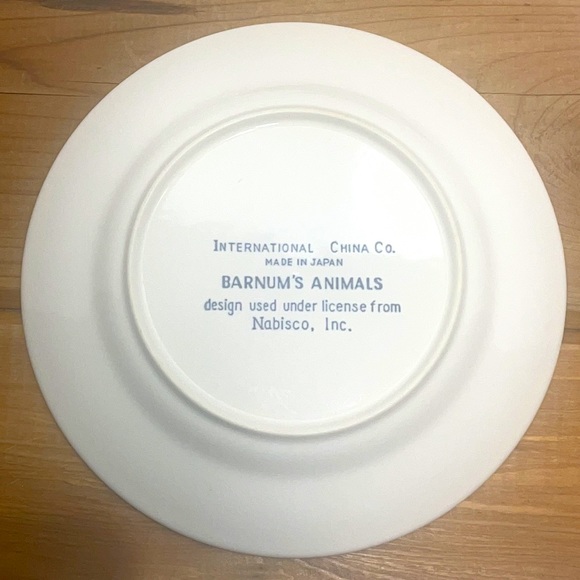 International China Co.
MADE IN JAPAN
BARNUM'S ANIMALS
design used under license from
Nabisco, Inc.